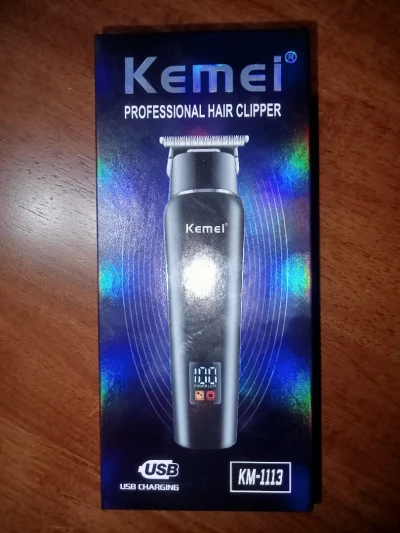 Kemei®
PROFESSIONAL HAIR CLIPPER
Kemei®
100
USB
USB CHARGING
KM-1113